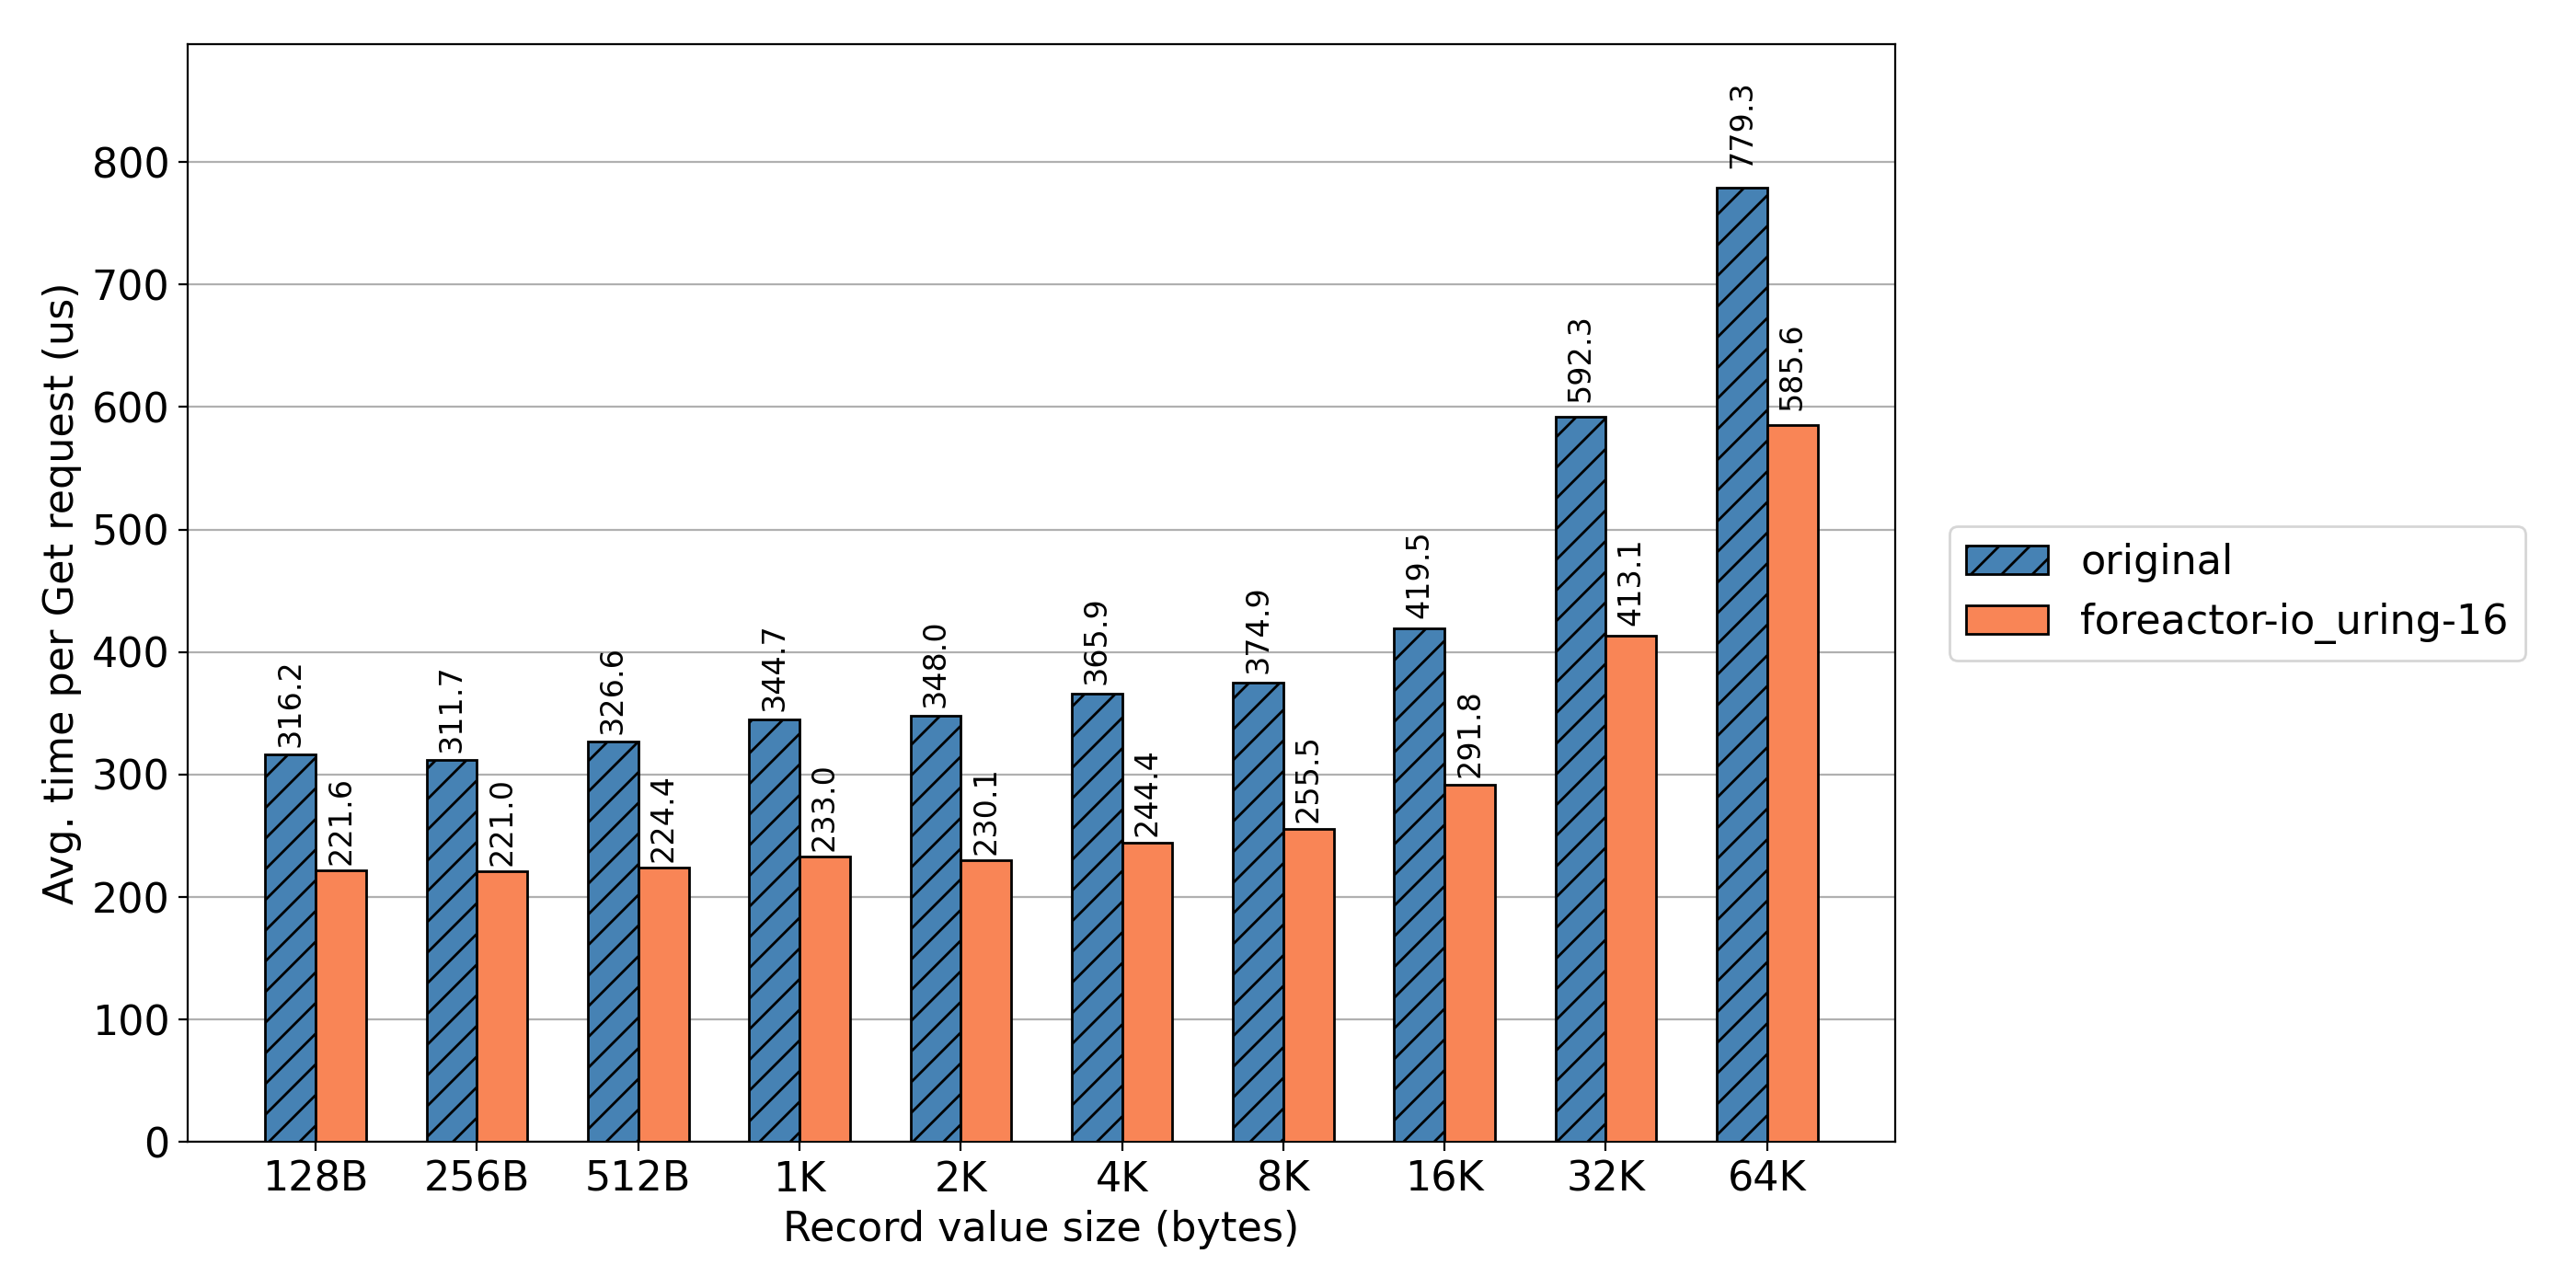 Avg. time per Get request (us)
800
700
600
500
400
300
200
100
0
316.2
221.6
311.7
221.0
326.6
224.4
344.7
233.0
348.0
230.1
365.9
244.4
374.9
255.5
419.5
291.8
592.3
413.1
779.3
585.6
128B
256B
512B
1K
2K
4K
8K
16K
32K
64K
Record value size (bytes)
original
foreactor-io_uring-16